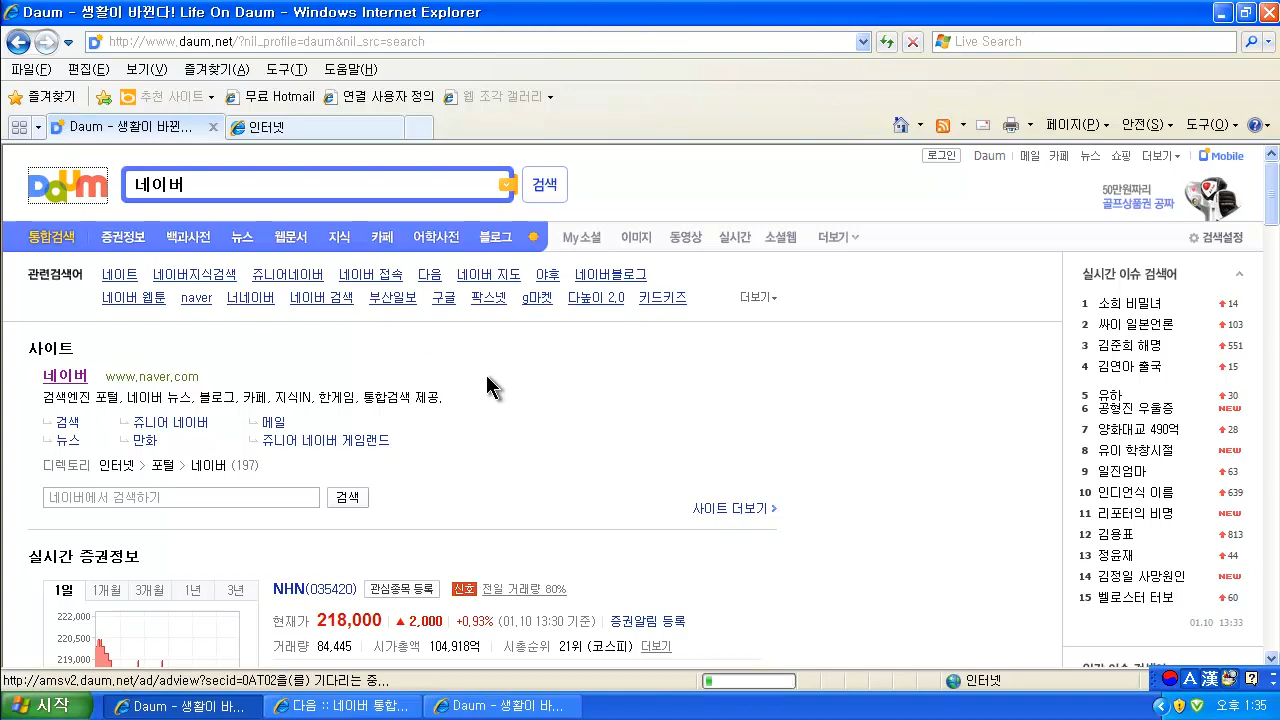 Daum - 생활이 바뀐다! Life On Daum - Windows Internet Explorer
http://www.daum.net/?nil_profile=daum&nil_src=search
Live Search
파일(F) 편집(E) 보기(V) 즐겨찾기(A) 도구(T) 도움말(H)
즐겨찾기 추천 사이트 무료 Hotmail 연결 사용자 정의 웹 조각 갤러리
Daum - 생활이 바뀐... 인터넷 페이지(P) 안전(S) 도구(O)
로그인 Daum 메일 카페 뉴스 쇼핑 더보기 Mobile
Daum 네이버 검색
50만원짜리
골프상품권 공짜
통합검색 증권정보 백과사전 뉴스 웹문서 지식 카페 어학사전 블로그 My소셜 이미지 동영상 실시간 소셜웹 더보기 검색설정
관련검색어 네이트 네이버지식검색 쥬니어네이버 네이버 접속 다음 네이버 지도 야후 네이버블로그
네이버 웹툰 naver 너네이버 네이버 검색 부산일보 구글 팍스넷 g마켓 다높이 2.0 키드키즈 더보기
사이트
네이버 www.naver.com
검색엔진 포털, 네이버 뉴스, 블로그, 카페, 지식IN, 한게임, 통합검색 제공.
검색 쥬니어 네이버 메일
뉴스 만화 쥬니어 네이버 게임랜드
디렉토리 인터넷 > 포털 > 네이버 (197)
네이버에서 검색하기 검색
사이트 더보기 >
실시간 증권정보
1일 1개월 3개월 1년 3년
222,000
220,500
219,000
NHN(035420) 관심종목 등록 신호 전일 거래량 80%
현재가 218,000 ▲ 2,000 +0.93% (01.10 13:30 기준) 증권알림 등록
거래량 84,445 시가총액 104,918억 시총순위 21위 (코스피) 더보기
실시간 이슈 검색어
1 소희 비밀녀 14
2 싸이 일본언론 103
3 김준희 해명 551
4 김연아 출국 15
5 유하 30
6 공형진 우울증 NEW
7 양화대교 490억 28
8 유이 학창시절 NEW
9 일진엄마 63
10 인디언식 이름 639
11 리포터의 비명 NEW
12 김용표 813
13 정윤재 44
14 김정일 사망원인 NEW
15 벨로스터 터보 60
01.10 13:33
http://amsv2.daum.net/ad/adview?secid=0AT02을(를) 기다리는 중... 인터넷 A 漢
시작 Daum - 생활이 바... 다음 :: 네이버 통합... Daum - 생활이 바... 오후 1:35